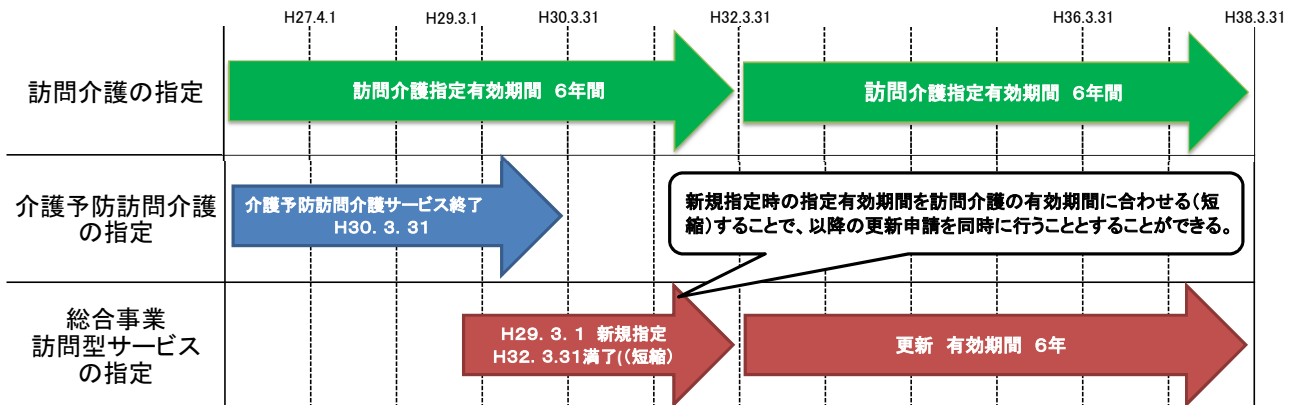 H27.4.1 H29.3.1 H30.3.31 H32.3.31 H36.3.31 H38.3.31
訪問介護の指定
訪問介護指定有効期間 6年間
訪問介護指定有効期間 6年間
介護予防訪問介護
の指定
介護予防訪問介護サービス終了
H30. 3. 31
新規指定時の指定有効期間を訪問介護の有効期間に合わせる(短
縮)することで、以降の更新申請を同時に行うこととすることができる。
総合事業
訪問型サービス
の指定
H29. 3. 1 新規指定
H32. 3.31満了((短縮)
更新 有効期間 6年